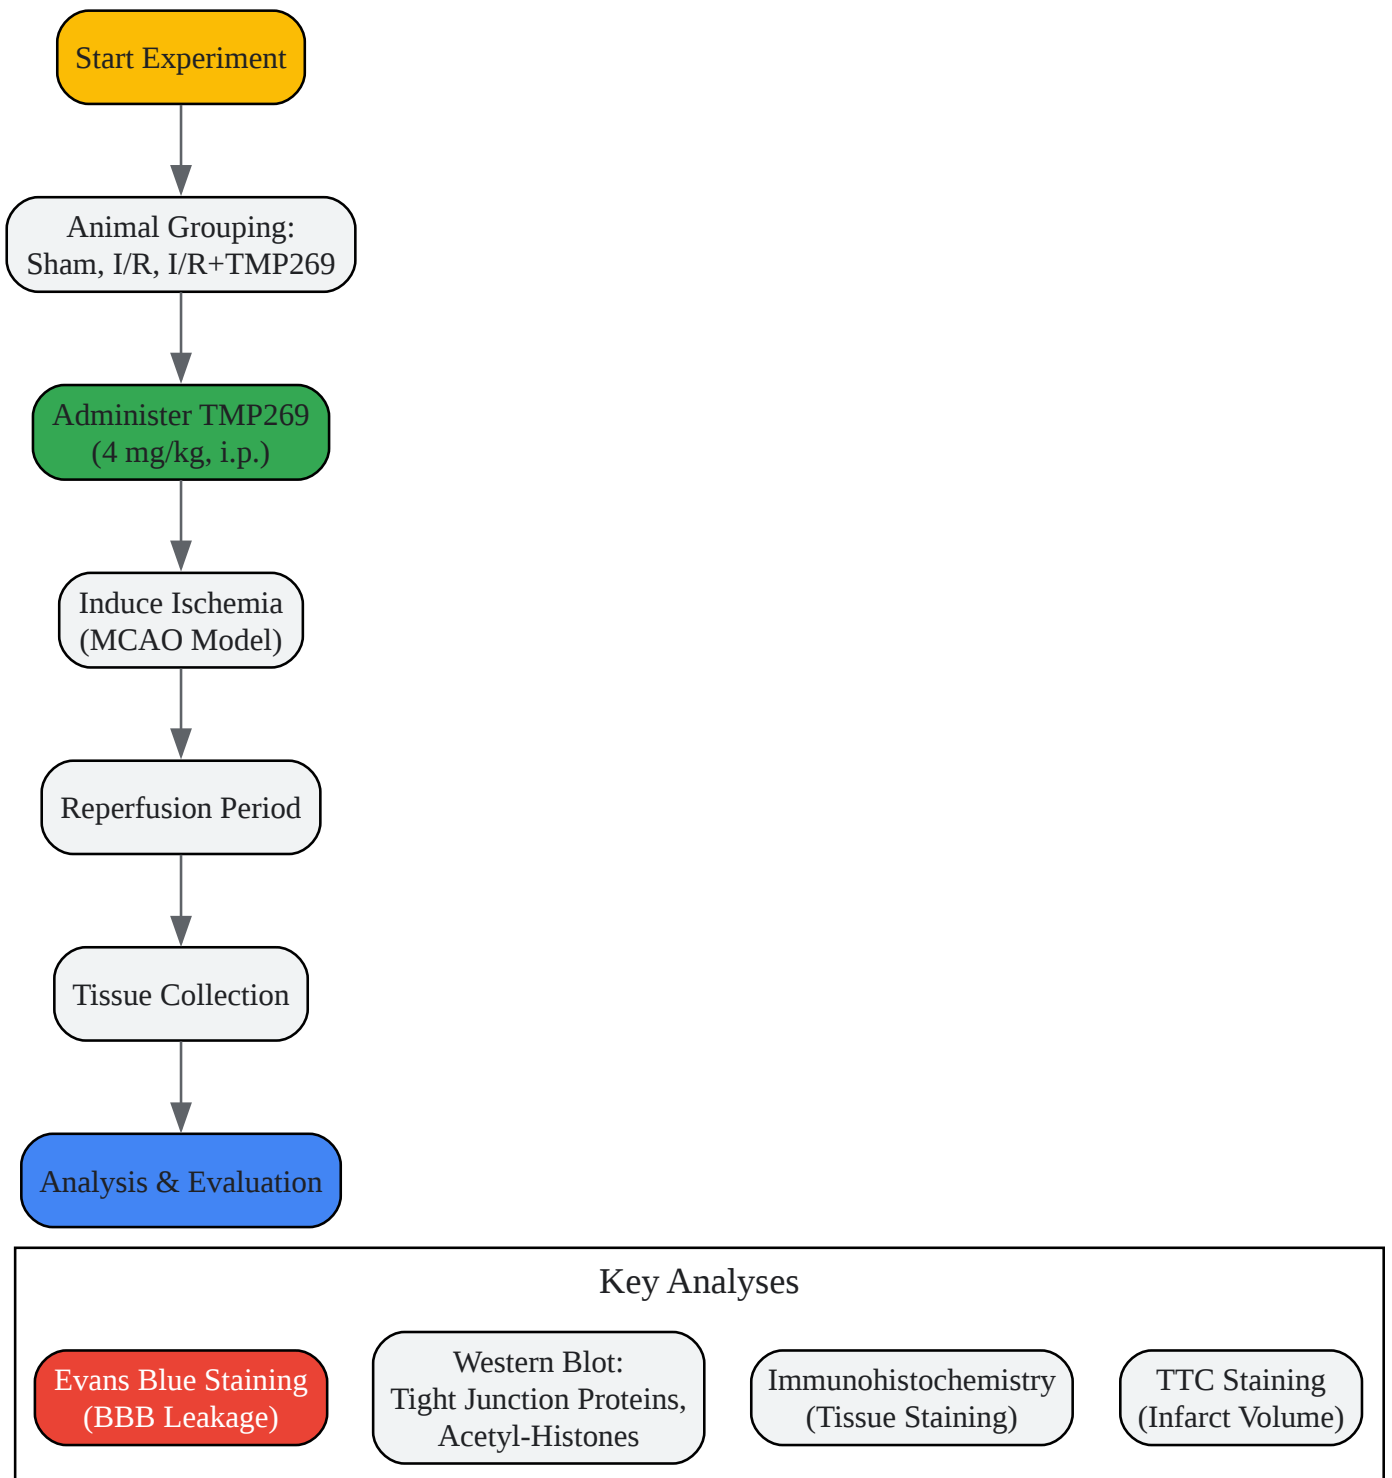 Start Experiment
Animal Grouping:
Sham, I/R, I/R+TMP269
Administer TMP269
(4 mg/kg, i.p.)
Induce Ischemia
(MCAO Model)
Reperfusion Period
Tissue Collection
Analysis & Evaluation
Key Analyses
Evans Blue Staining
(BBB Leakage)
Western Blot:
Tight Junction Proteins,
Acetyl-Histones
Immunohistochemistry
(Tissue Staining)
TTC Staining
(Infarct Volume)